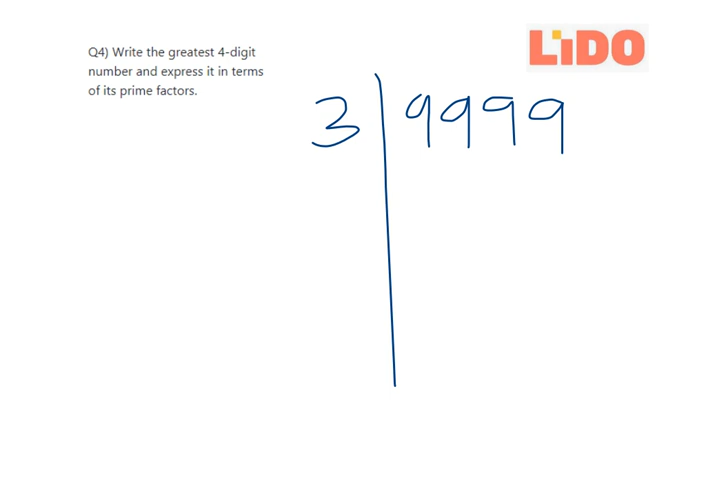 LiDO
Q4) Write the greatest 4-digit
number and express it in terms
of its prime factors.
3 | 9999